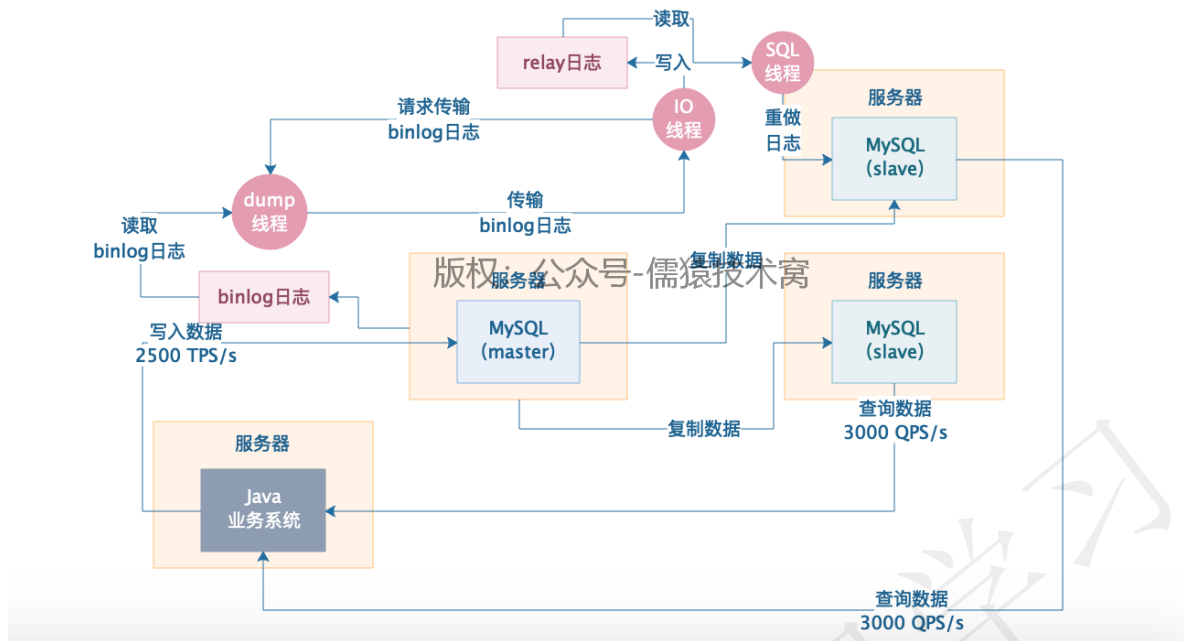 读取
relay日志
写入
SQL
线程
服务器
请求传输
binlog日志
IO
线程
重做
日志
MySQL
(slave)
dump
线程
传输
binlog日志
读取
binlog日志
复制数据
版权:公众号-儒猿技术窝
服务器
服务器
binlog日志
MySQL
(master)
MySQL
(slave)
写入数据
2500 TPS/s
查询数据
3000 QPS/s
复制数据
服务器
Java
业务系统
学习
查询数据
3000 QPS/s